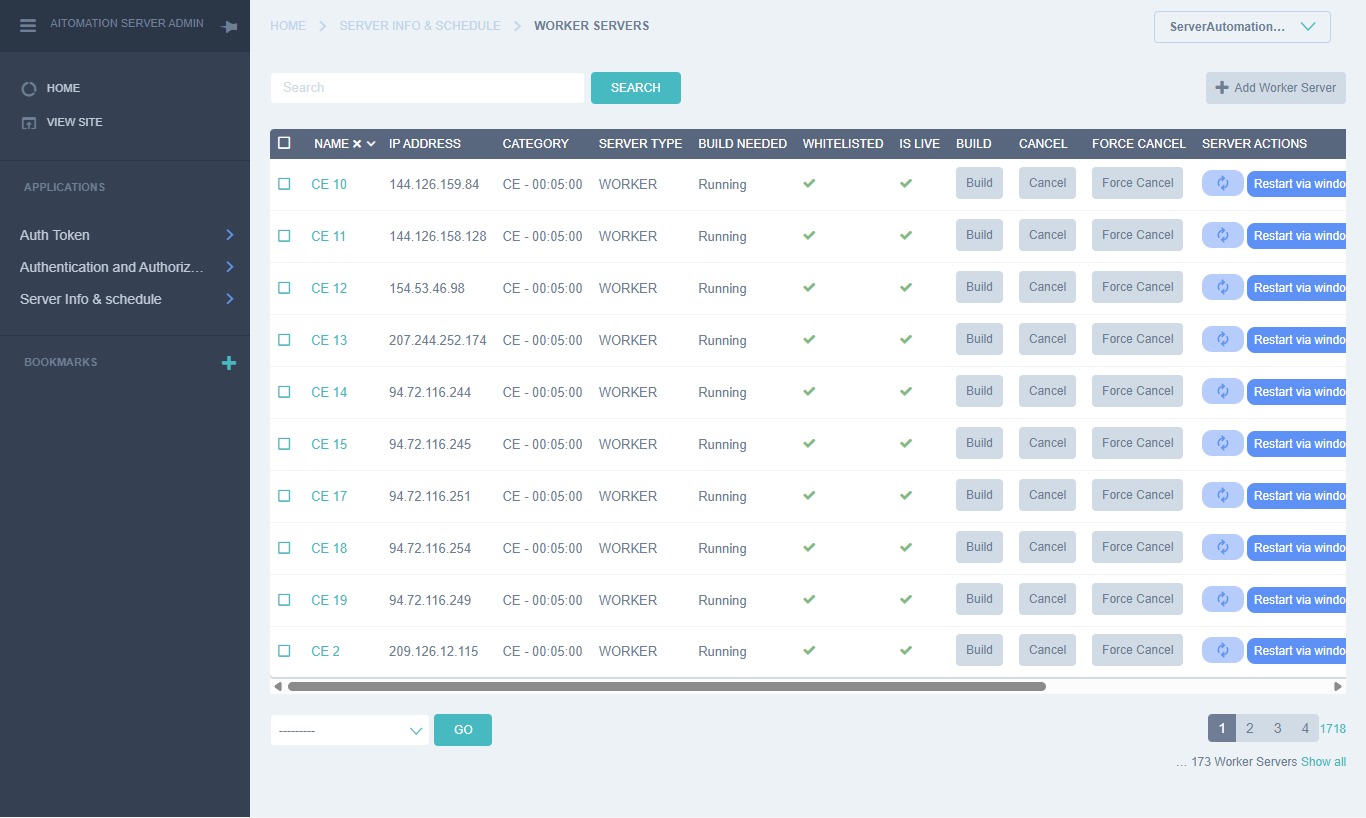 AITOMATION SERVER ADMIN
HOME
VIEW SITE
APPLICATIONS
Auth Token
Authentication and Authoriz...
Server Info & schedule
BOOKMARKS
HOME SERVER INFO & SCHEDULE WORKER SERVERS
ServerAutomation...
Search SEARCH
Add Worker Server
NAME IP ADDRESS CATEGORY SERVER TYPE BUILD NEEDED WHITELISTED IS LIVE BUILD CANCEL FORCE CANCEL SERVER ACTIONS
CE 10 144.126.159.84 CE - 00:05:00 WORKER Running Build Cancel Force Cancel Restart via windo
CE 11 144.126.158.128 CE - 00:05:00 WORKER Running Build Cancel Force Cancel Restart via windo
CE 12 154.53.46.98 CE - 00:05:00 WORKER Running Build Cancel Force Cancel Restart via windo
CE 13 207.244.252.174 CE - 00:05:00 WORKER Running Build Cancel Force Cancel Restart via windo
CE 14 94.72.116.244 CE - 00:05:00 WORKER Running Build Cancel Force Cancel Restart via windo
CE 15 94.72.116.245 CE - 00:05:00 WORKER Running Build Cancel Force Cancel Restart via windo
CE 17 94.72.116.251 CE - 00:05:00 WORKER Running Build Cancel Force Cancel Restart via windo
CE 18 94.72.116.254 CE - 00:05:00 WORKER Running Build Cancel Force Cancel Restart via windo
CE 19 94.72.116.249 CE - 00:05:00 WORKER Running Build Cancel Force Cancel Restart via windo
CE 2 209.126.12.115 CE - 00:05:00 WORKER Running Build Cancel Force Cancel Restart via windo
--------- GO
1 2 3 4 1718
... 173 Worker Servers Show all